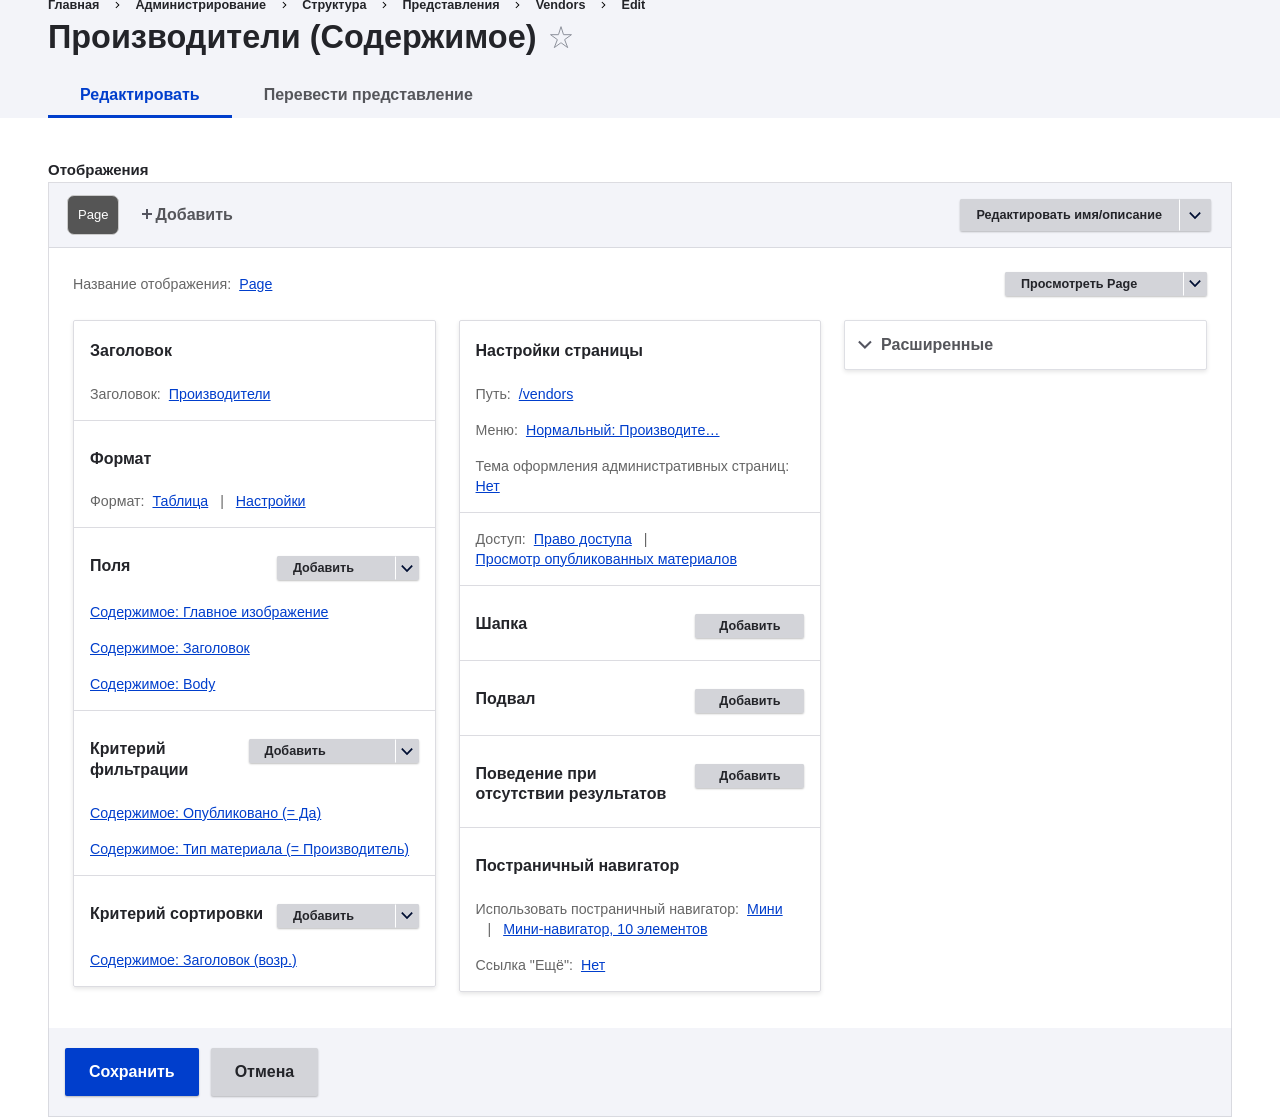 Главная > Администрирование > Структура > Представления > Vendors > Edit
Производители (Содержимое)
Редактировать Перевести представление
Отображения
Page +Добавить Редактировать имя/описание
Название отображения: Page Просмотреть Page
Заголовок
Заголовок: Производители
Формат
Формат: Таблица | Настройки
Поля Добавить
Содержимое: Главное изображение
Содержимое: Заголовок
Содержимое: Body
Критерий
фильтрации
Добавить
Содержимое: Опубликовано (= Да)
Содержимое: Тип материала (= Производитель)
Критерий сортировки Добавить
Содержимое: Заголовок (возр.)
Настройки страницы
Путь: /vendors
Меню: Нормальный: Производите…
Тема оформления административных страниц:
Нет
Доступ: Право доступа |
Просмотр опубликованных материалов
Шапка Добавить
Подвал Добавить
Поведение при
отсутствии результатов
Добавить
Постраничный навигатор
Использовать постраничный навигатор: Мини
| Мини-навигатор, 10 элементов
Ссылка "Ещё": Нет
Расширенные
Сохранить Отмена